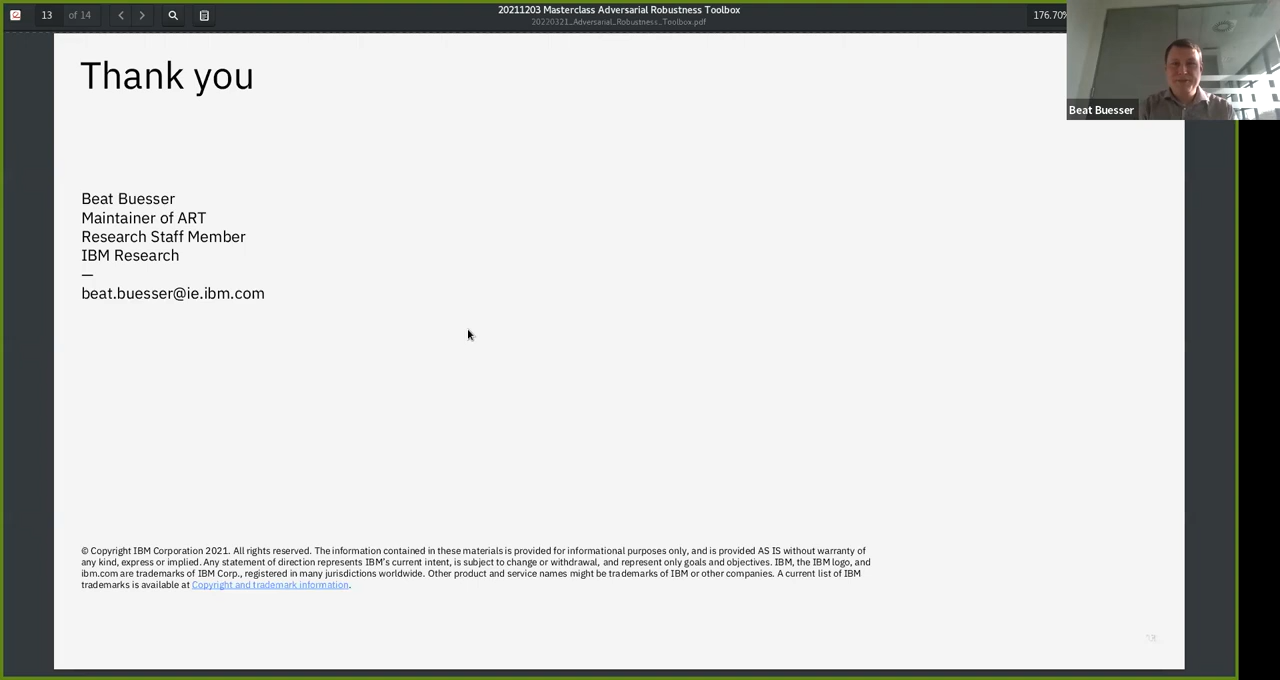 13 of 14
20211203 Masterclass Adversarial Robustness Toolbox
20220321_Adversarial_Robustness_Toolbox.pdf
176.70%
Beat Buesser
Thank you
Beat Buesser
Maintainer of ART
Research Staff Member
IBM Research
—
beat.buesser@ie.ibm.com
© Copyright IBM Corporation 2021. All rights reserved. The information contained in these materials is provided for informational purposes only, and is provided AS IS without warranty of
any kind, express or implied. Any statement of direction represents IBM's current intent, is subject to change or withdrawal, and represent only goals and objectives. IBM, the IBM logo, and
ibm.com are trademarks of IBM Corp., registered in many jurisdictions worldwide. Other product and service names might be trademarks of IBM or other companies. A current list of IBM
trademarks is available at Copyright and trademark information.